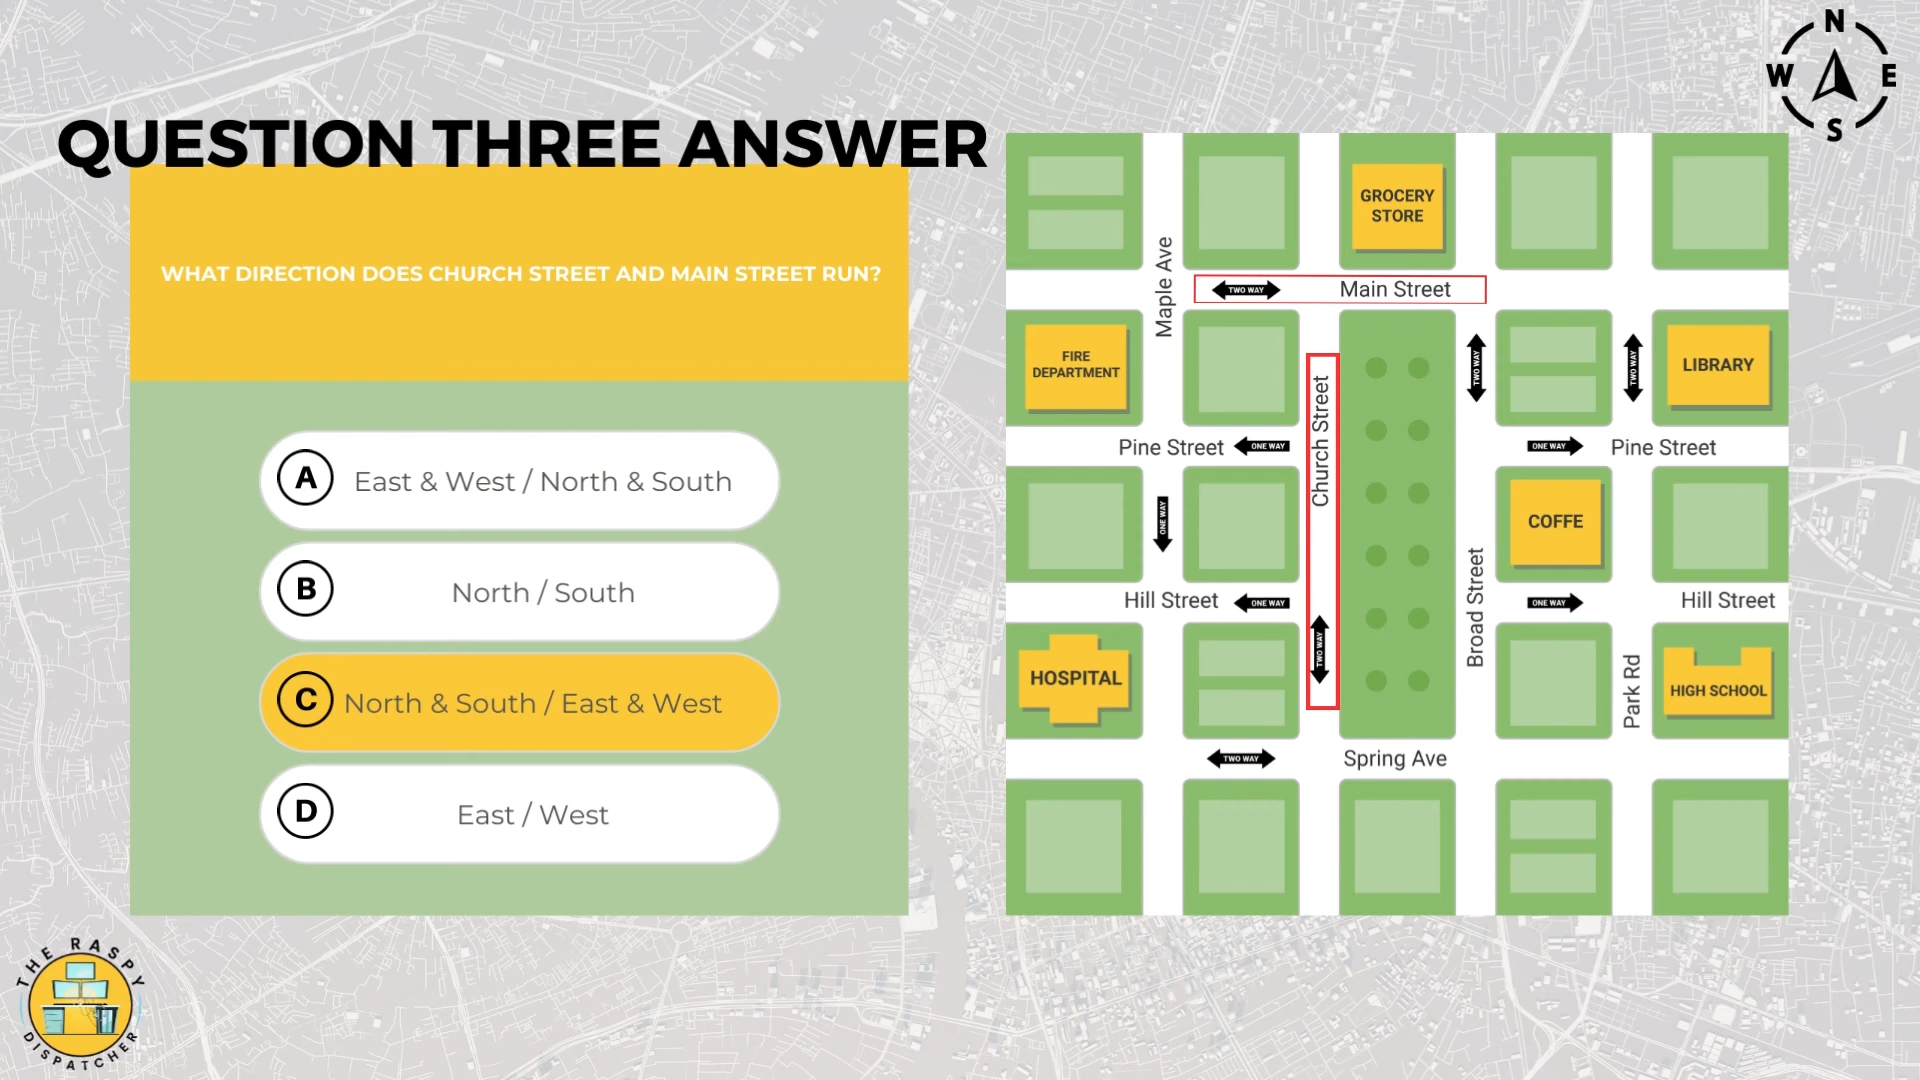 N
W
E
S
QUESTION THREE ANSWER
WHAT DIRECTION DOES CHURCH STREET AND MAIN STREET RUN?
A
East & West / North & South
B
North / South
C
North & South / East & West
D
East / West
GROCERY
STORE
Maple Ave
TWO WAY
Main Street
FIRE
DEPARTMENT
Church Street
TWO WAY
TWO WAY
LIBRARY
Pine Street
ONE WAY
ONE WAY
Pine Street
ONE WAY
COFFE
Broad Street
Hill Street
ONE WAY
ONE WAY
Hill Street
HOSPITAL
TWO WAY
Park Rd
HIGH SCHOOL
TWO WAY
Spring Ave
THE RASPY
DISPATCHER